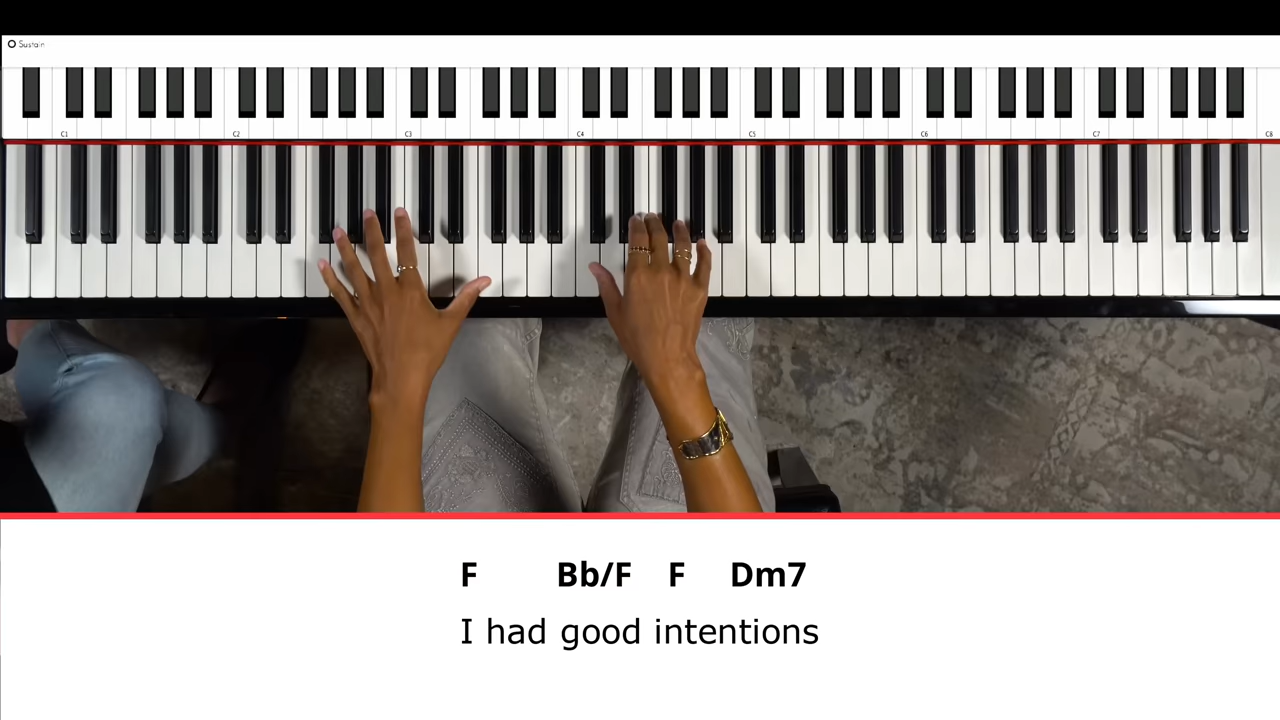 Sustain
C1 C2 C3 C4 C5 C6 C7 C8
F Bb/F F Dm7
I had good intentions